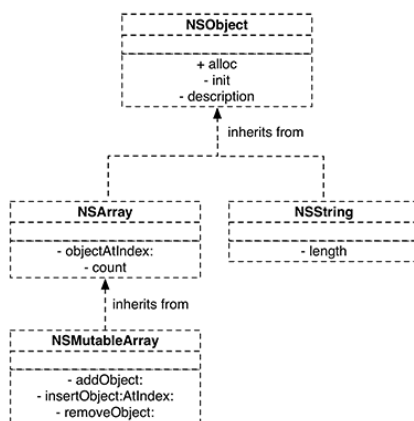 NSObject
+ alloc
- init
- description
inherits from
NSArray
- objectAtIndex:
- count
NSString
- length
inherits from
NSMutableArray
- addObject:
- insertObject:AtIndex:
- removeObject: